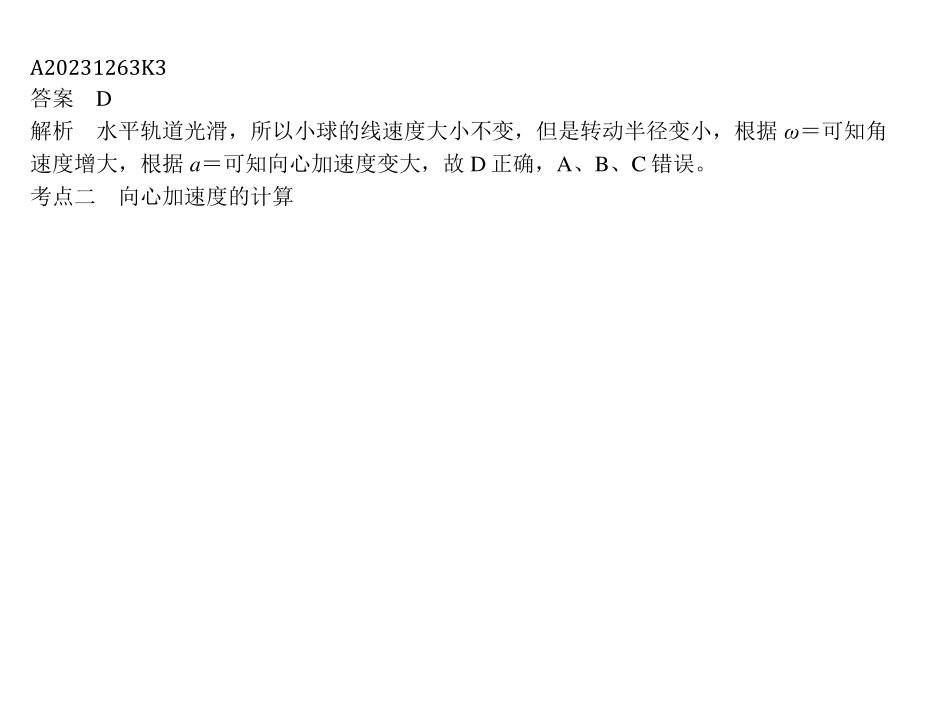 A20231263K3
答案　D
解析　水平轨道光滑，所以小球的线速度大小不变，但是转动半径变小，根据 ω＝可知角
速度增大，根据 a＝可知向心加速度变大，故 D 正确，A、B、C 错误。
考点二　向心加速度的计算